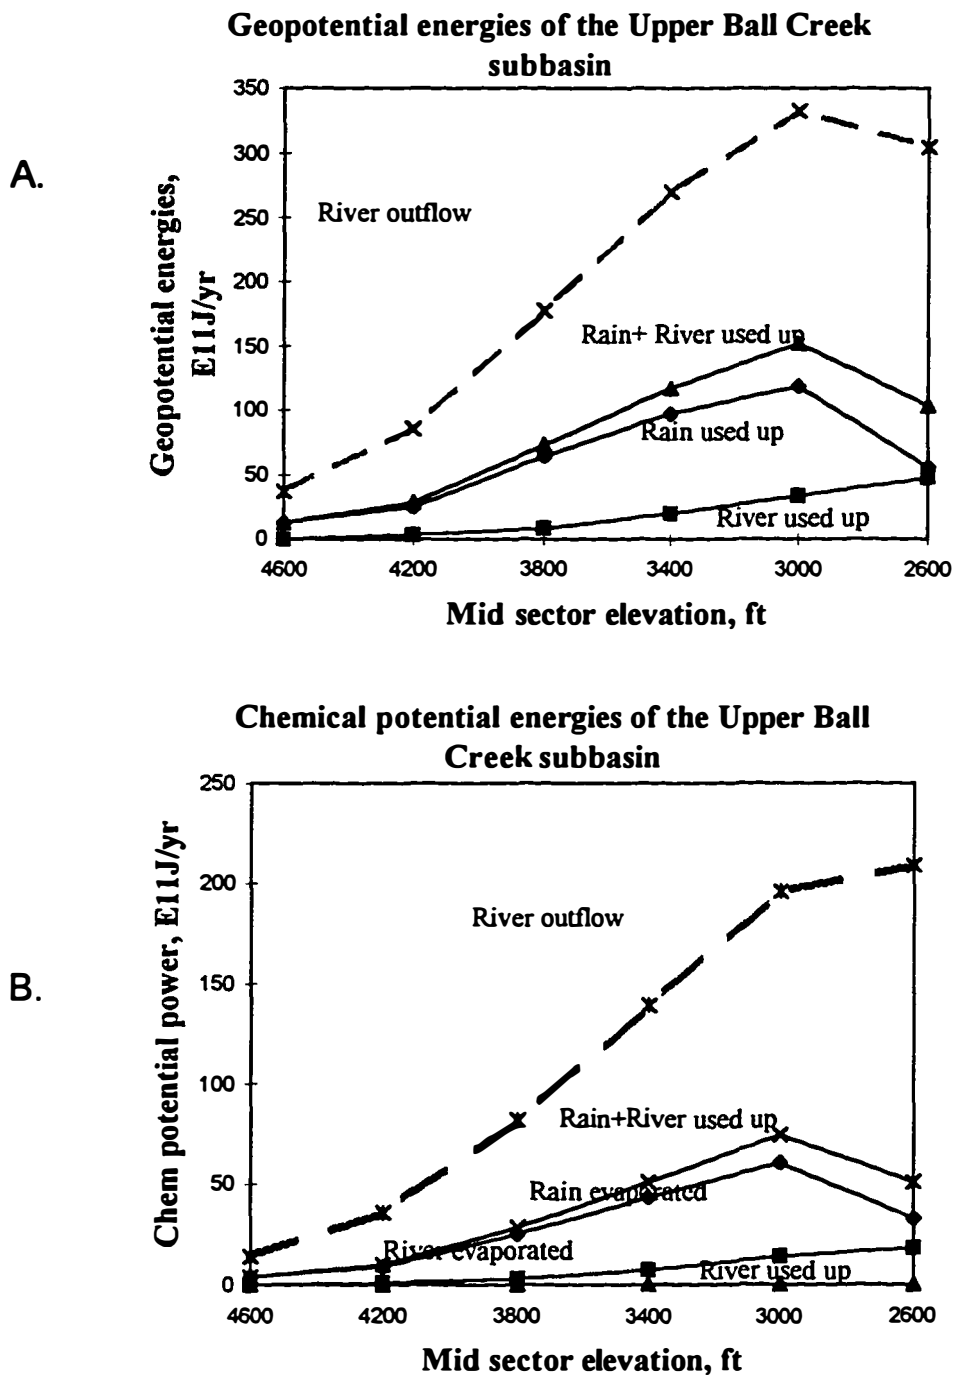 Geopotential energies of the Upper Ball Creek
subbasin
A.
Geopotential energies,
E11J/yr
350
300
250
200
150
100
50
0
River outflow
Rain+ River used up
Rain used up
River used up
4600 4200 3800 3400 3000 2600
Mid sector elevation, ft
Chemical potential energies of the Upper Ball
Creek subbasin
B.
Chem potential power, E11J/yr
250
200
150
100
50
0
River outflow
Rain+River used up
Rain evaporated
River evaporated
River used up
4600 4200 3800 3400 3000 2600
Mid sector elevation, ft